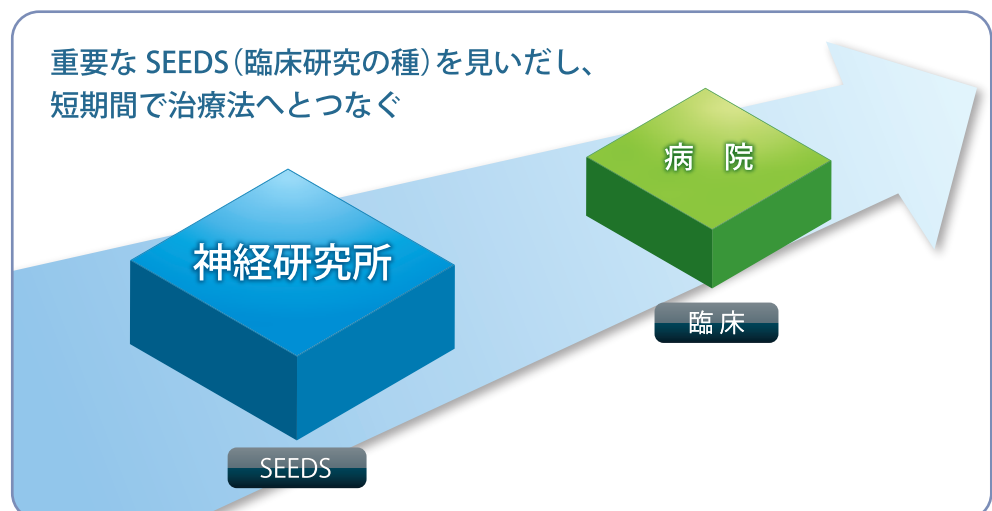 重要な SEEDS(臨床研究の種)を見いだし、
短期間で治療法へとつなぐ
病　院
神経研究所
臨 床
SEEDS